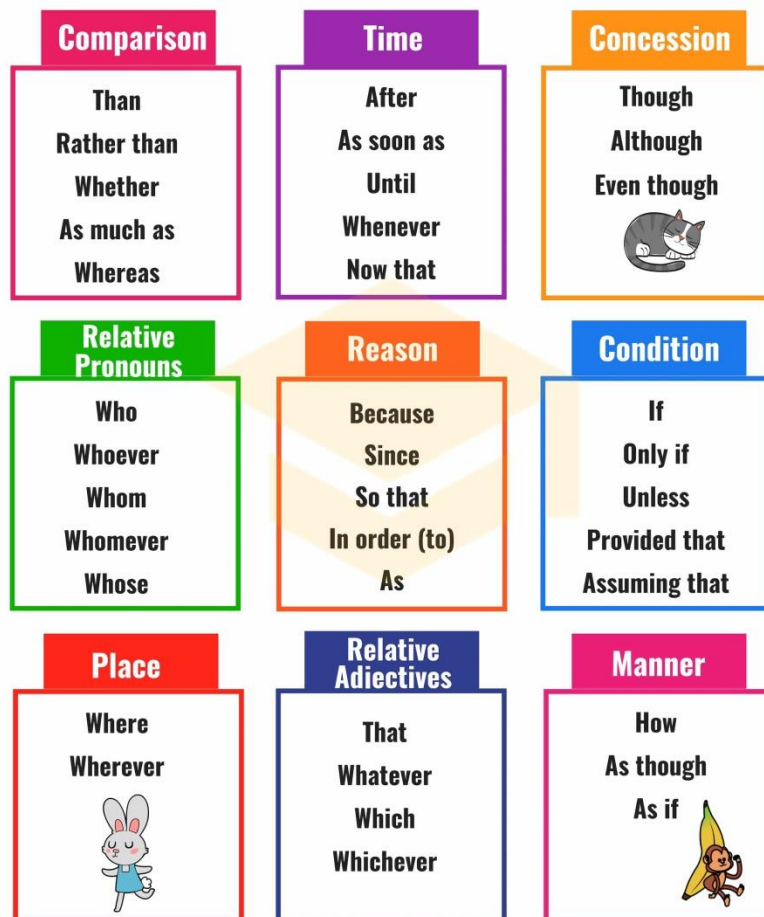 Comparison
Than
Rather than
Whether
As much as
Whereas
Time
After
As soon as
Until
Whenever
Now that
Concession
Though
Although
Even though
Relative
Pronouns
Who
Whoever
Whom
Whomever
Whose
Reason
Because
Since
So that
In order (to)
As
Condition
If
Only if
Unless
Provided that
Assuming that
Place
Where
Wherever
Relative
Adiectives
That
Whatever
Which
Whichever
Manner
How
As though
As if